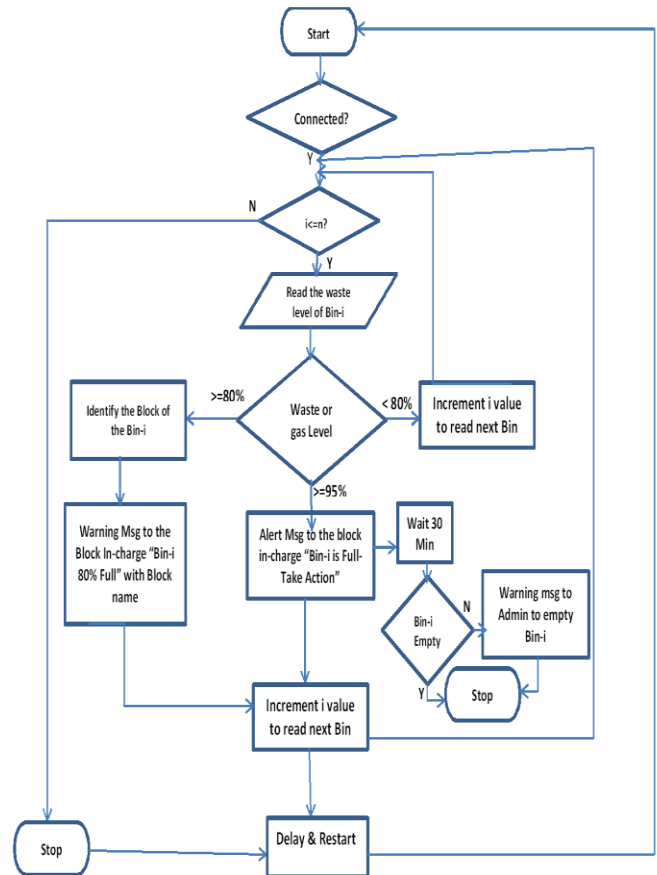 Start
Connected?
Y
N
i<=n?
Y
Read the waste
level of Bin-i
>=80%
Waste or
gas Level
< 80%
Increment i value
to read next Bin
Identify the Block of
the Bin-i
>=95%
Warning Msg to the
Block In-charge “Bin-i
80% Full” with Block
name
Alert Msg to the block
in-charge “Bin-i is Full-
Take Action”
Wait 30
Min
Bin-i
Empty
N
Warning msg to
Admin to empty
Bin-i
Y
Stop
Increment i value
to read next Bin
Stop
Delay & Restart